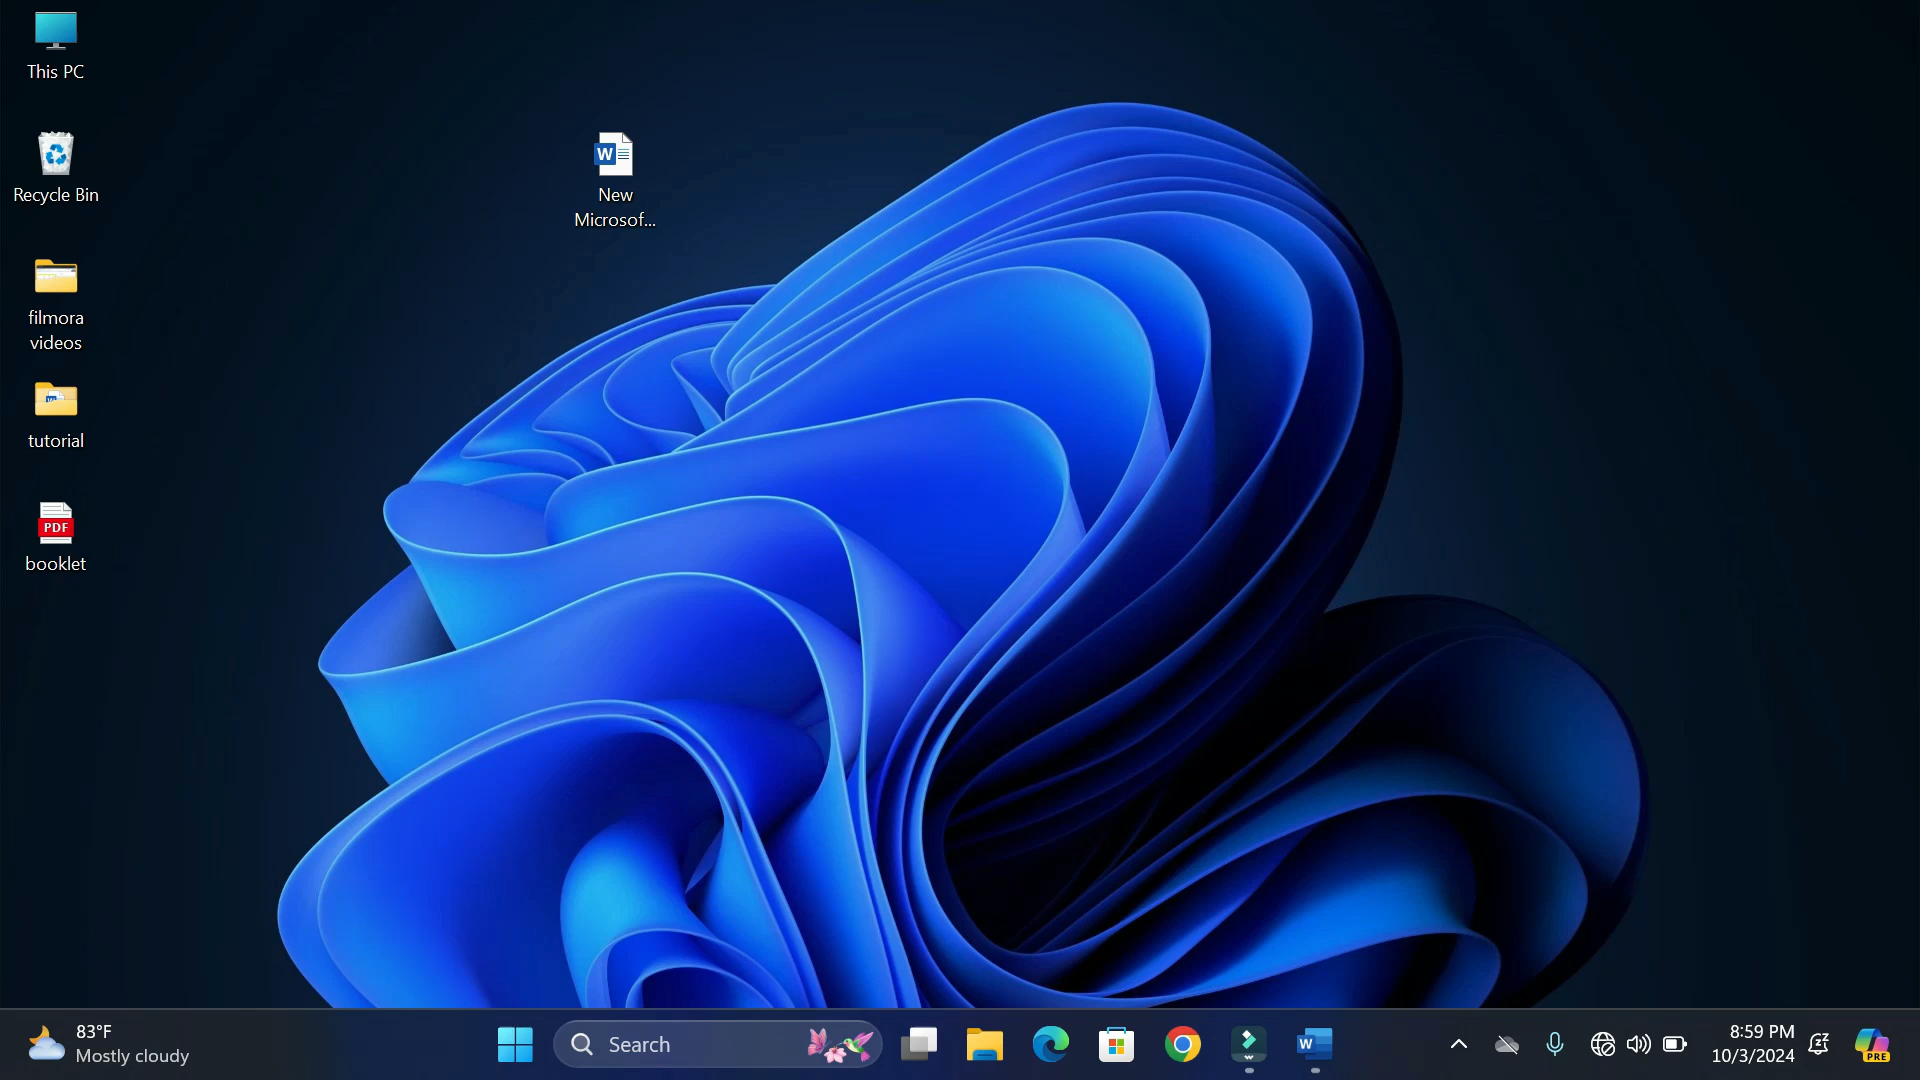 This PC
Recycle Bin
filmora
videos
tutorial
PDF
booklet
W
New
Microsof...
83°F
Mostly cloudy
Search
W
8:59 PM
10/3/2024
PRE